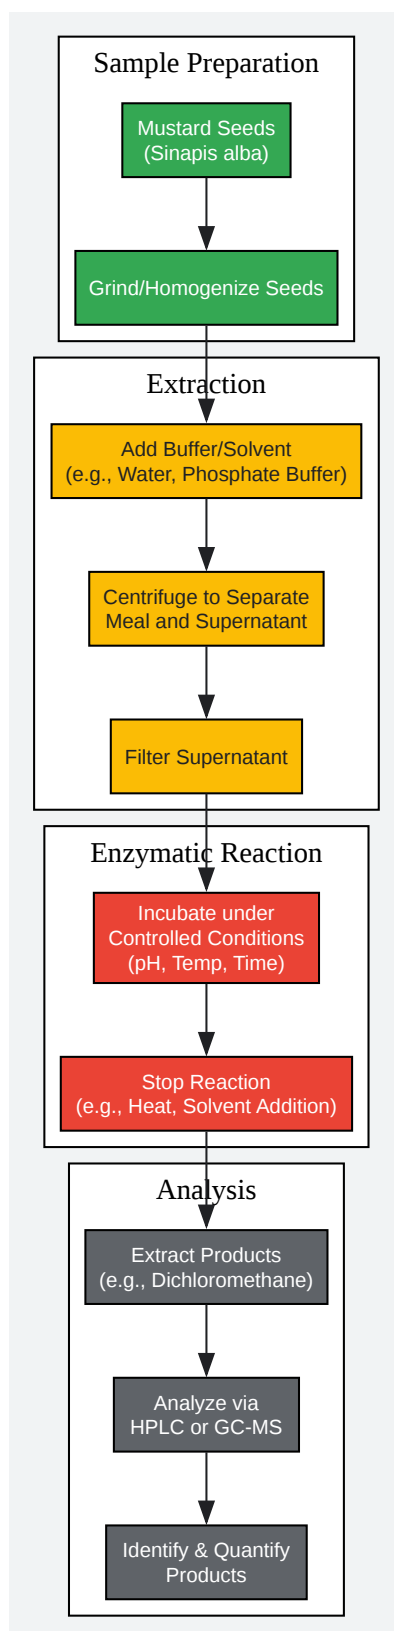 Sample Preparation
Mustard Seeds
(Sinapis alba)
Grind/Homogenize Seeds
Extraction
Add Buffer/Solvent
(e.g., Water, Phosphate Buffer)
Centrifuge to Separate
Meal and Supernatant
Filter Supernatant
Enzymatic Reaction
Incubate under
Controlled Conditions
(pH, Temp, Time)
Stop Reaction
(e.g., Heat, Solvent Addition)
Analysis
Extract Products
(e.g., Dichloromethane)
Analyze via
HPLC or GC-MS
Identify & Quantify
Products